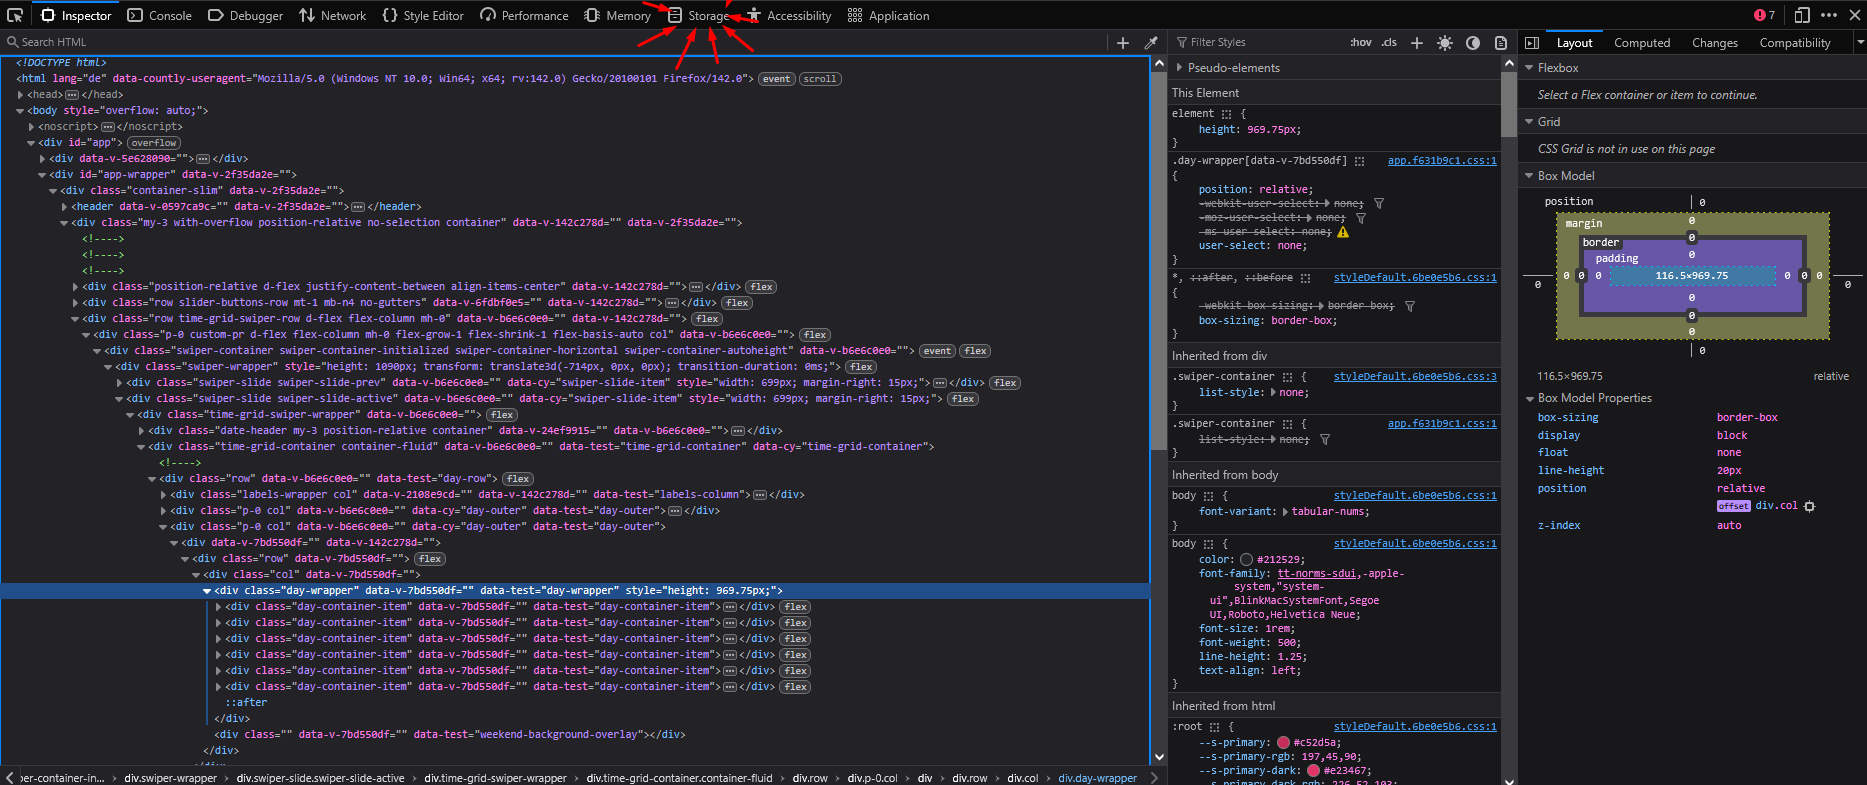 Inspector Console Debugger Network {} Style Editor Performance Memory Storage Accessibility Application 7
Search HTML
<!DOCTYPE html>
<html lang="de" data-countly-useragent="Mozilla/5.0 (Windows NT 10.0; Win64; x64; rv:142.0) Gecko/20100101 Firefox/142.0"> event scroll
<head>…</head>
<body style="overflow: auto;">
<noscript>…</noscript>
<div id="app"> overflow
<div data-v-5e628090="">…</div>
<div id="app-wrapper" data-v-2f35da2e="">
<div class="container-slim" data-v-2f35da2e="">
<header data-v-0597ca9c="" data-v-2f35da2e="">…</header>
<div class="my-3 with-overflow position-relative no-selection container" data-v-142c278d="" data-v-2f35da2e="">
<!---->
<!---->
<!---->
<div class="position-relative d-flex justify-content-between align-items-center" data-v-142c278d="">…</div> flex
<div class="row slider-buttons-row mt-1 mb-n4 no-gutters" data-v-6fdbf0e5="" data-v-142c278d="">…</div> flex
<div class="row time-grid-swiper-row d-flex flex-column mh-0" data-v-b6e6c0e0="" data-v-142c278d=""> flex
<div class="p-0 custom-pr d-flex flex-column mh-0 flex-grow-1 flex-shrink-1 flex-basis-auto col" data-v-b6e6c0e0=""> flex
<div class="swiper-container swiper-container-initialized swiper-container-horizontal swiper-container-autoheight" data-v-b6e6c0e0=""> event flex
<div class="swiper-wrapper" style="height: 1090px; transform: translate3d(-714px, 0px, 0px); transition-duration: 0ms;"> flex
<div class="swiper-slide swiper-slide-prev" data-v-b6e6c0e0="" data-cy="swiper-slide-item" style="width: 699px; margin-right: 15px;">…</div> flex
<div class="swiper-slide swiper-slide-active" data-v-b6e6c0e0="" data-cy="swiper-slide-item" style="width: 699px; margin-right: 15px;"> flex
<div class="time-grid-swiper-wrapper" data-v-b6e6c0e0=""> flex
<div class="date-header my-3 position-relative container" data-v-24ef9915="" data-v-b6e6c0e0="">…</div>
<div class="time-grid-container container-fluid" data-v-b6e6c0e0="" data-test="time-grid-container" data-cy="time-grid-container">
<!---->
<div class="row" data-v-b6e6c0e0="" data-test="day-row"> flex
<div class="labels-wrapper col" data-v-2108e9cd="" data-v-142c278d="" data-test="labels-column">…</div>
<div class="p-0 col" data-v-b6e6c0e0="" data-cy="day-outer" data-test="day-outer">…</div>
<div class="p-0 col" data-v-b6e6c0e0="" data-cy="day-outer" data-test="day-outer">
<div data-v-7bd550df="" data-v-142c278d="">
<div class="row" data-v-7bd550df=""> flex
<div class="col" data-v-7bd550df="">
<div class="day-wrapper" data-v-7bd550df="" data-test="day-wrapper" style="height: 969.75px;">
<div class="day-container-item" data-v-7bd550df="" data-test="day-container-item">…</div> flex
<div class="day-container-item" data-v-7bd550df="" data-test="day-container-item">…</div> flex
<div class="day-container-item" data-v-7bd550df="" data-test="day-container-item">…</div> flex
<div class="day-container-item" data-v-7bd550df="" data-test="day-container-item">…</div> flex
<div class="day-container-item" data-v-7bd550df="" data-test="day-container-item">…</div> flex
<div class="day-container-item" data-v-7bd550df="" data-test="day-container-item">…</div> flex
::after
</div>
<div class="" data-v-7bd550df="" data-test="weekend-background-overlay"></div>
</div>
per-container-in… > div.swiper-wrapper > div.swiper-slide.swiper-slide-active > div.time-grid-swiper-wrapper > div.time-grid-container.container-fluid > div.row > div.p-0.col > div > div.row > div.col > div.day-wrapper
Filter Styles :hov .cls
Pseudo-elements
This Element
element {
height: 969.75px;
}
.day-wrapper[data-v-7bd550df] app.f631b9c1.css:1
{
position: relative;
-webkit-user-select: none;
-moz-user-select: none;
-ms-user-select: none;
user-select: none;
}
*, ::after, ::before styleDefault.6be0e5b6.css:1
{
-webkit-box-sizing: border-box;
box-sizing: border-box;
}
Inherited from div
.swiper-container { styleDefault.6be0e5b6.css:3
list-style: none;
}
.swiper-container { app.f631b9c1.css:1
list-style: none;
}
Inherited from body
body { styleDefault.6be0e5b6.css:1
font-variant: tabular-nums;
}
body { styleDefault.6be0e5b6.css:1
color: #212529;
font-family: tt-norms-sdui,-apple-
system,"system-
ui",BlinkMacSystemFont,Segoe
UI,Roboto,Helvetica Neue;
font-size: 1rem;
font-weight: 500;
line-height: 1.25;
text-align: left;
}
Inherited from html
:root { styleDefault.6be0e5b6.css:1
--s-primary: #c52d5a;
--s-primary-rgb: 197,45,90;
--s-primary-dark: #e23467;
--s-primary-dark-rgb: 226,52,103;
Layout Computed Changes Compatibility
Flexbox
Select a Flex container or item to continue.
Grid
CSS Grid is not in use on this page
Box Model
position 0
margin 0
border 0
padding 0
0 0 0 0 116.5×969.75 0 0 0 0
0
0
0
0
116.5×969.75 relative
Box Model Properties
box-sizing border-box
display block
float none
line-height 20px
position relative
offset div.col
z-index auto